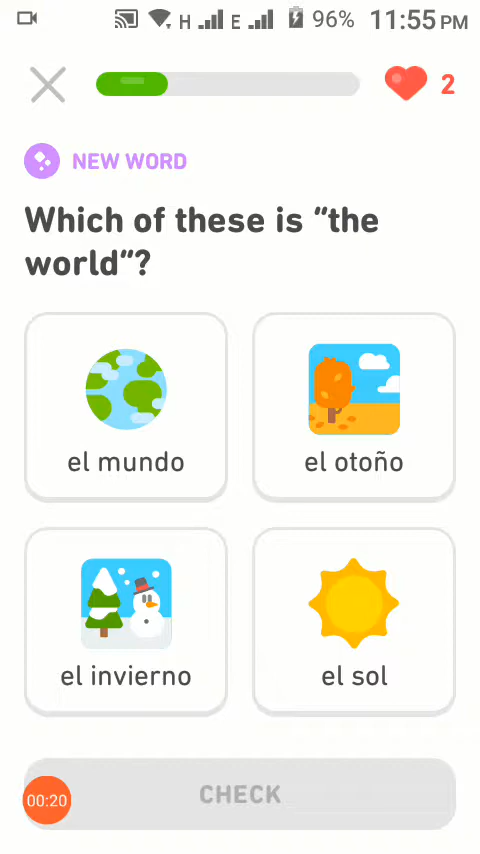 H E 96% 11:55 PM
2
NEW WORD
Which of these is "the
world"?
el mundo
el otoño
el invierno
el sol
CHECK
00:20